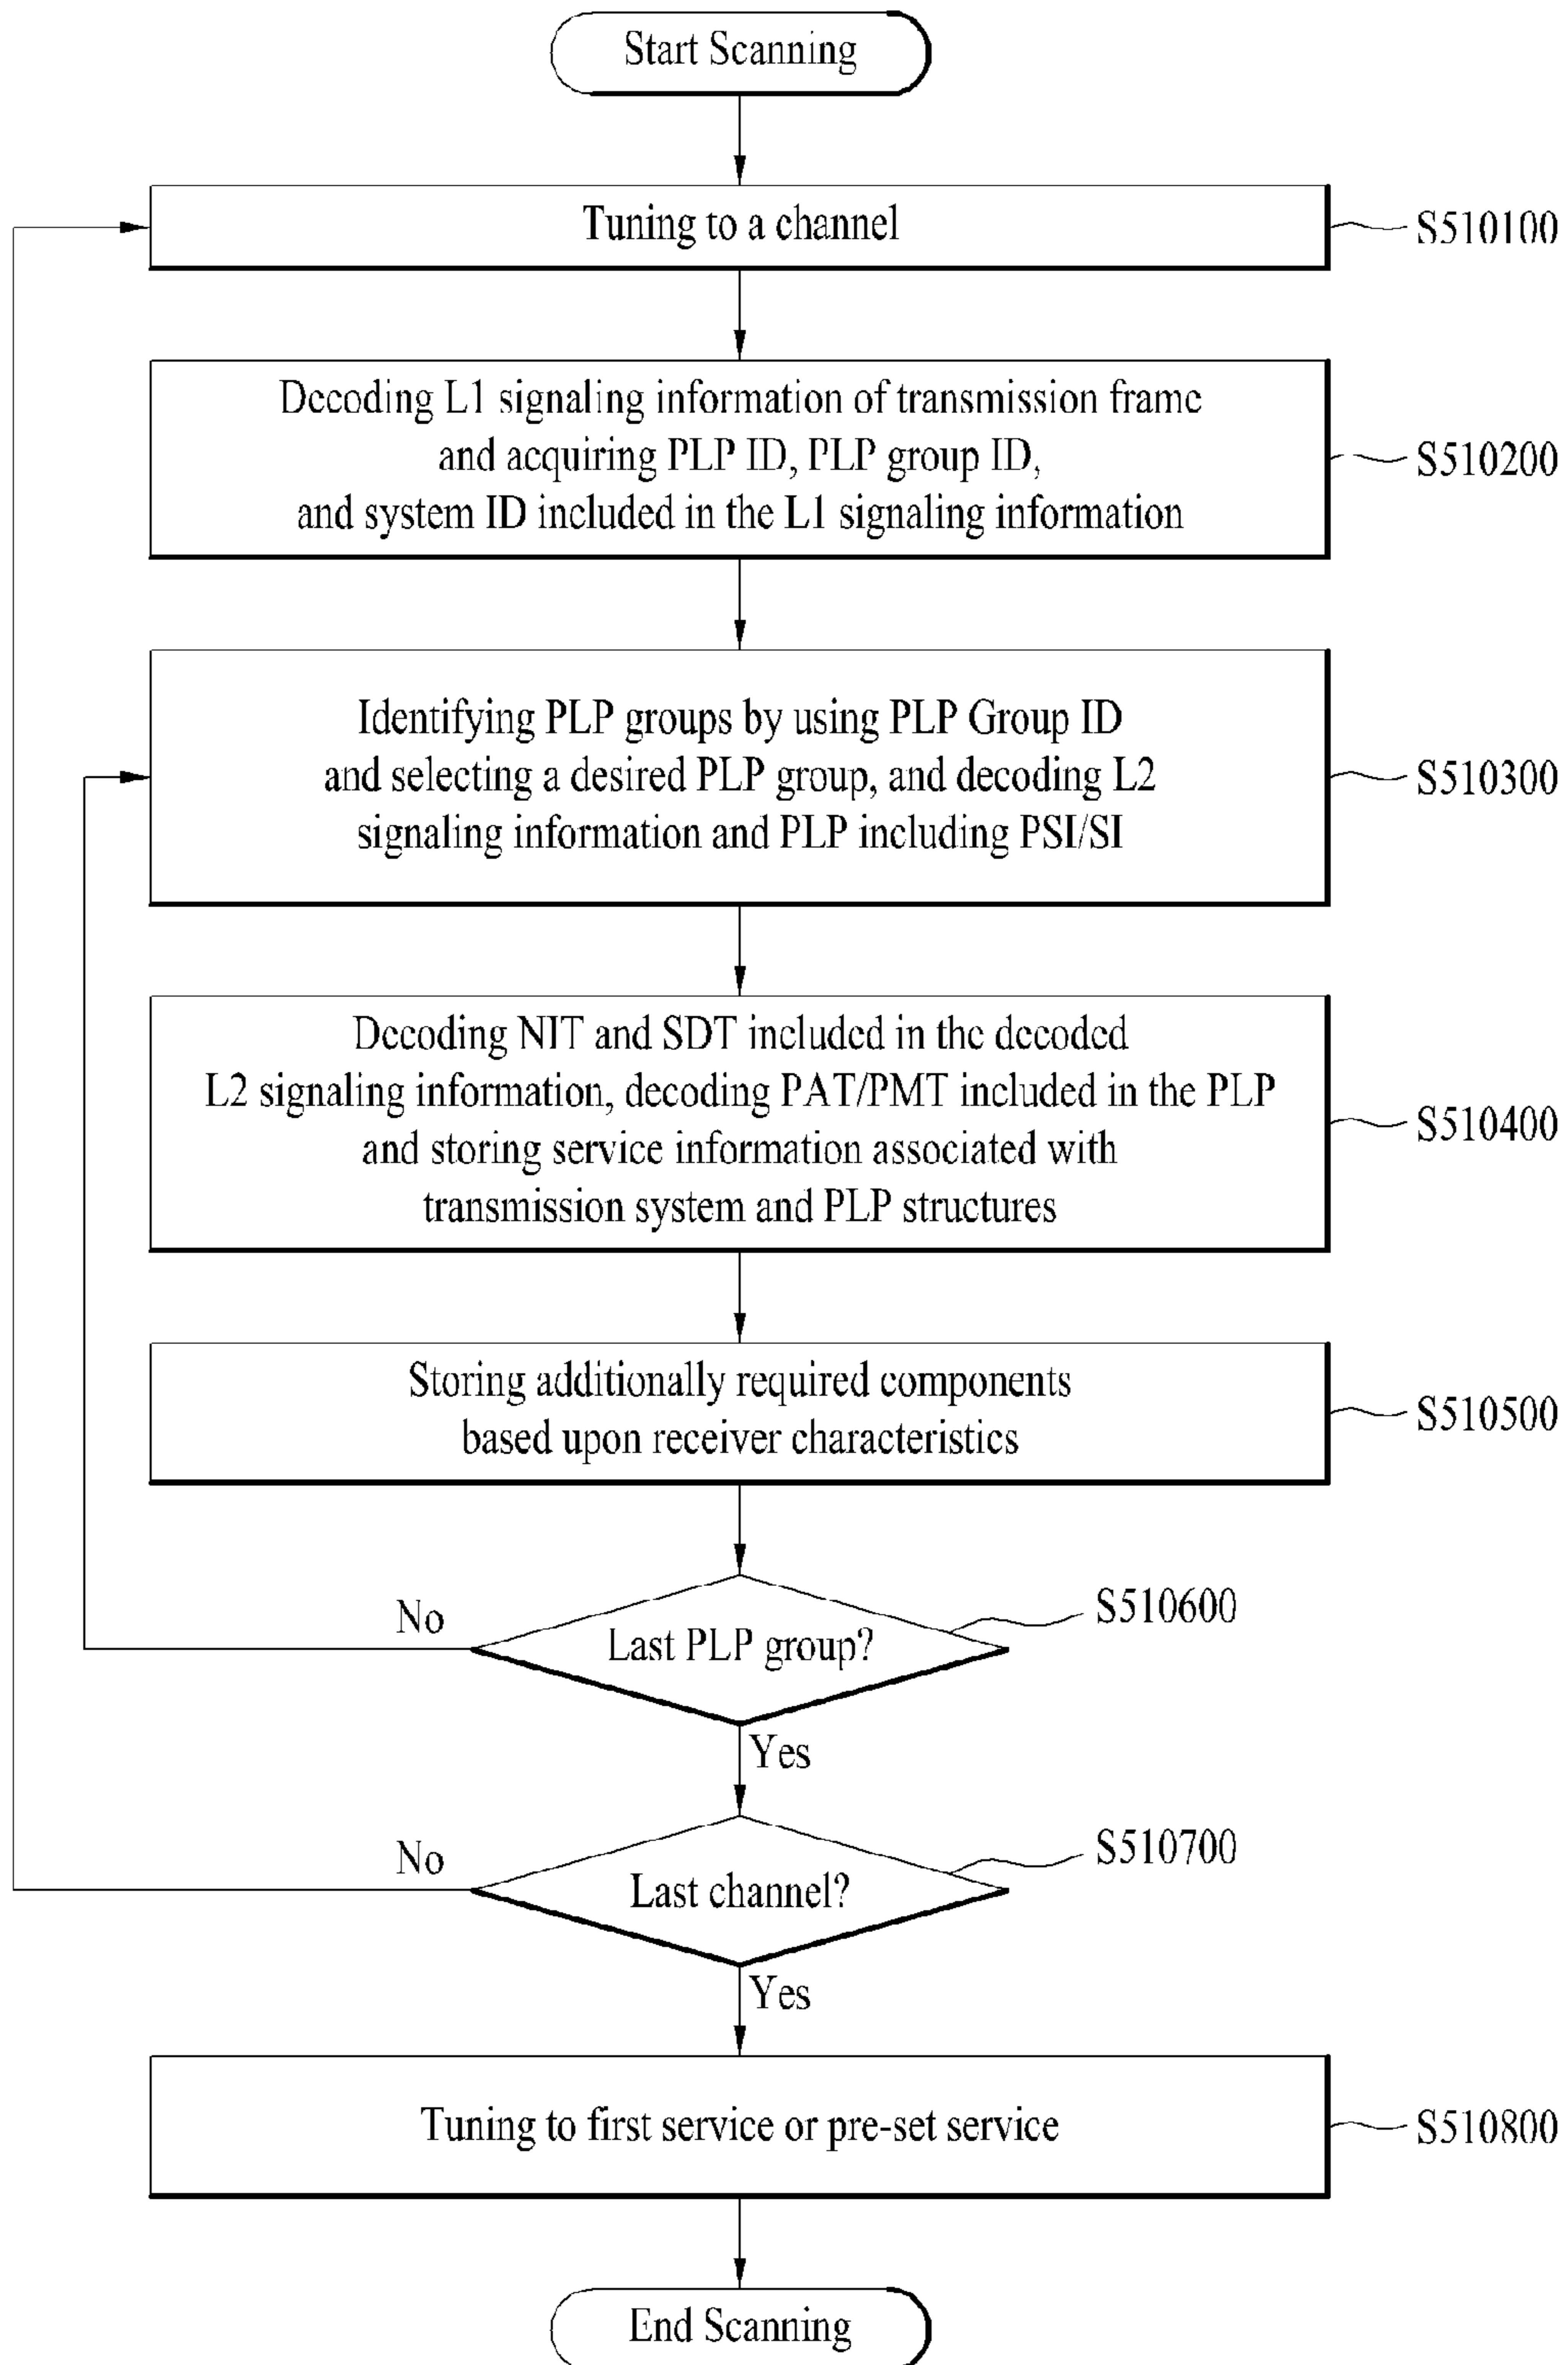 Start Scanning
Tuning to a channel
S510100
Decoding L1 signaling information of transmission frame
and acquiring PLP ID, PLP group ID,
and system ID included in the L1 signaling information
S510200
Identifying PLP groups by using PLP Group ID
and selecting a desired PLP group, and decoding L2
signaling information and PLP including PSI/SI
S510300
Decoding NIT and SDT included in the decoded
L2 signaling information, decoding PAT/PMT included in the PLP
and storing service information associated with
transmission system and PLP structures
S510400
Storing additionally required components
based upon receiver characteristics
S510500
Last PLP group?
S510600
No
Yes
Last channel?
S510700
No
Yes
Tuning to first service or pre-set service
S510800
End Scanning